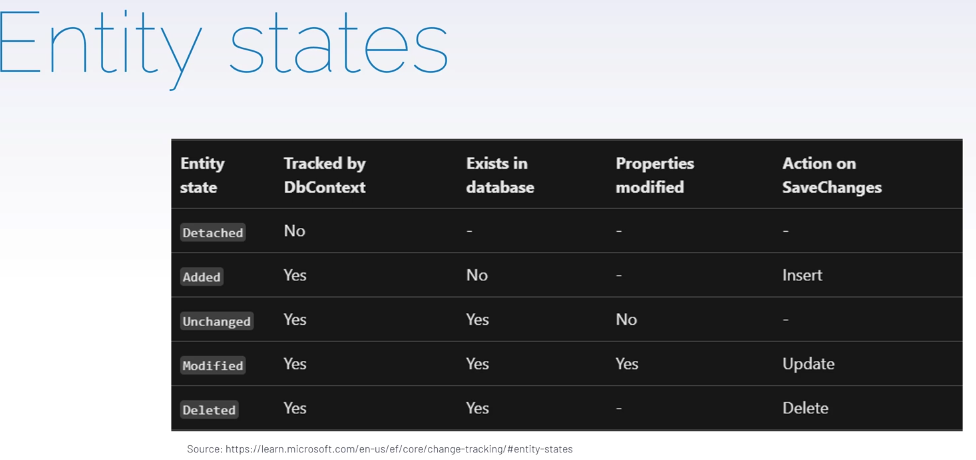 Entity states
Entity state | Tracked by DbContext | Exists in database | Properties modified | Action on SaveChanges
Detached | No | - | - | -
Added | Yes | No | - | Insert
Unchanged | Yes | Yes | No | -
Modified | Yes | Yes | Yes | Update
Deleted | Yes | Yes | - | Delete
Source: https://learn.microsoft.com/en-us/ef/core/change-tracking/#entity-states